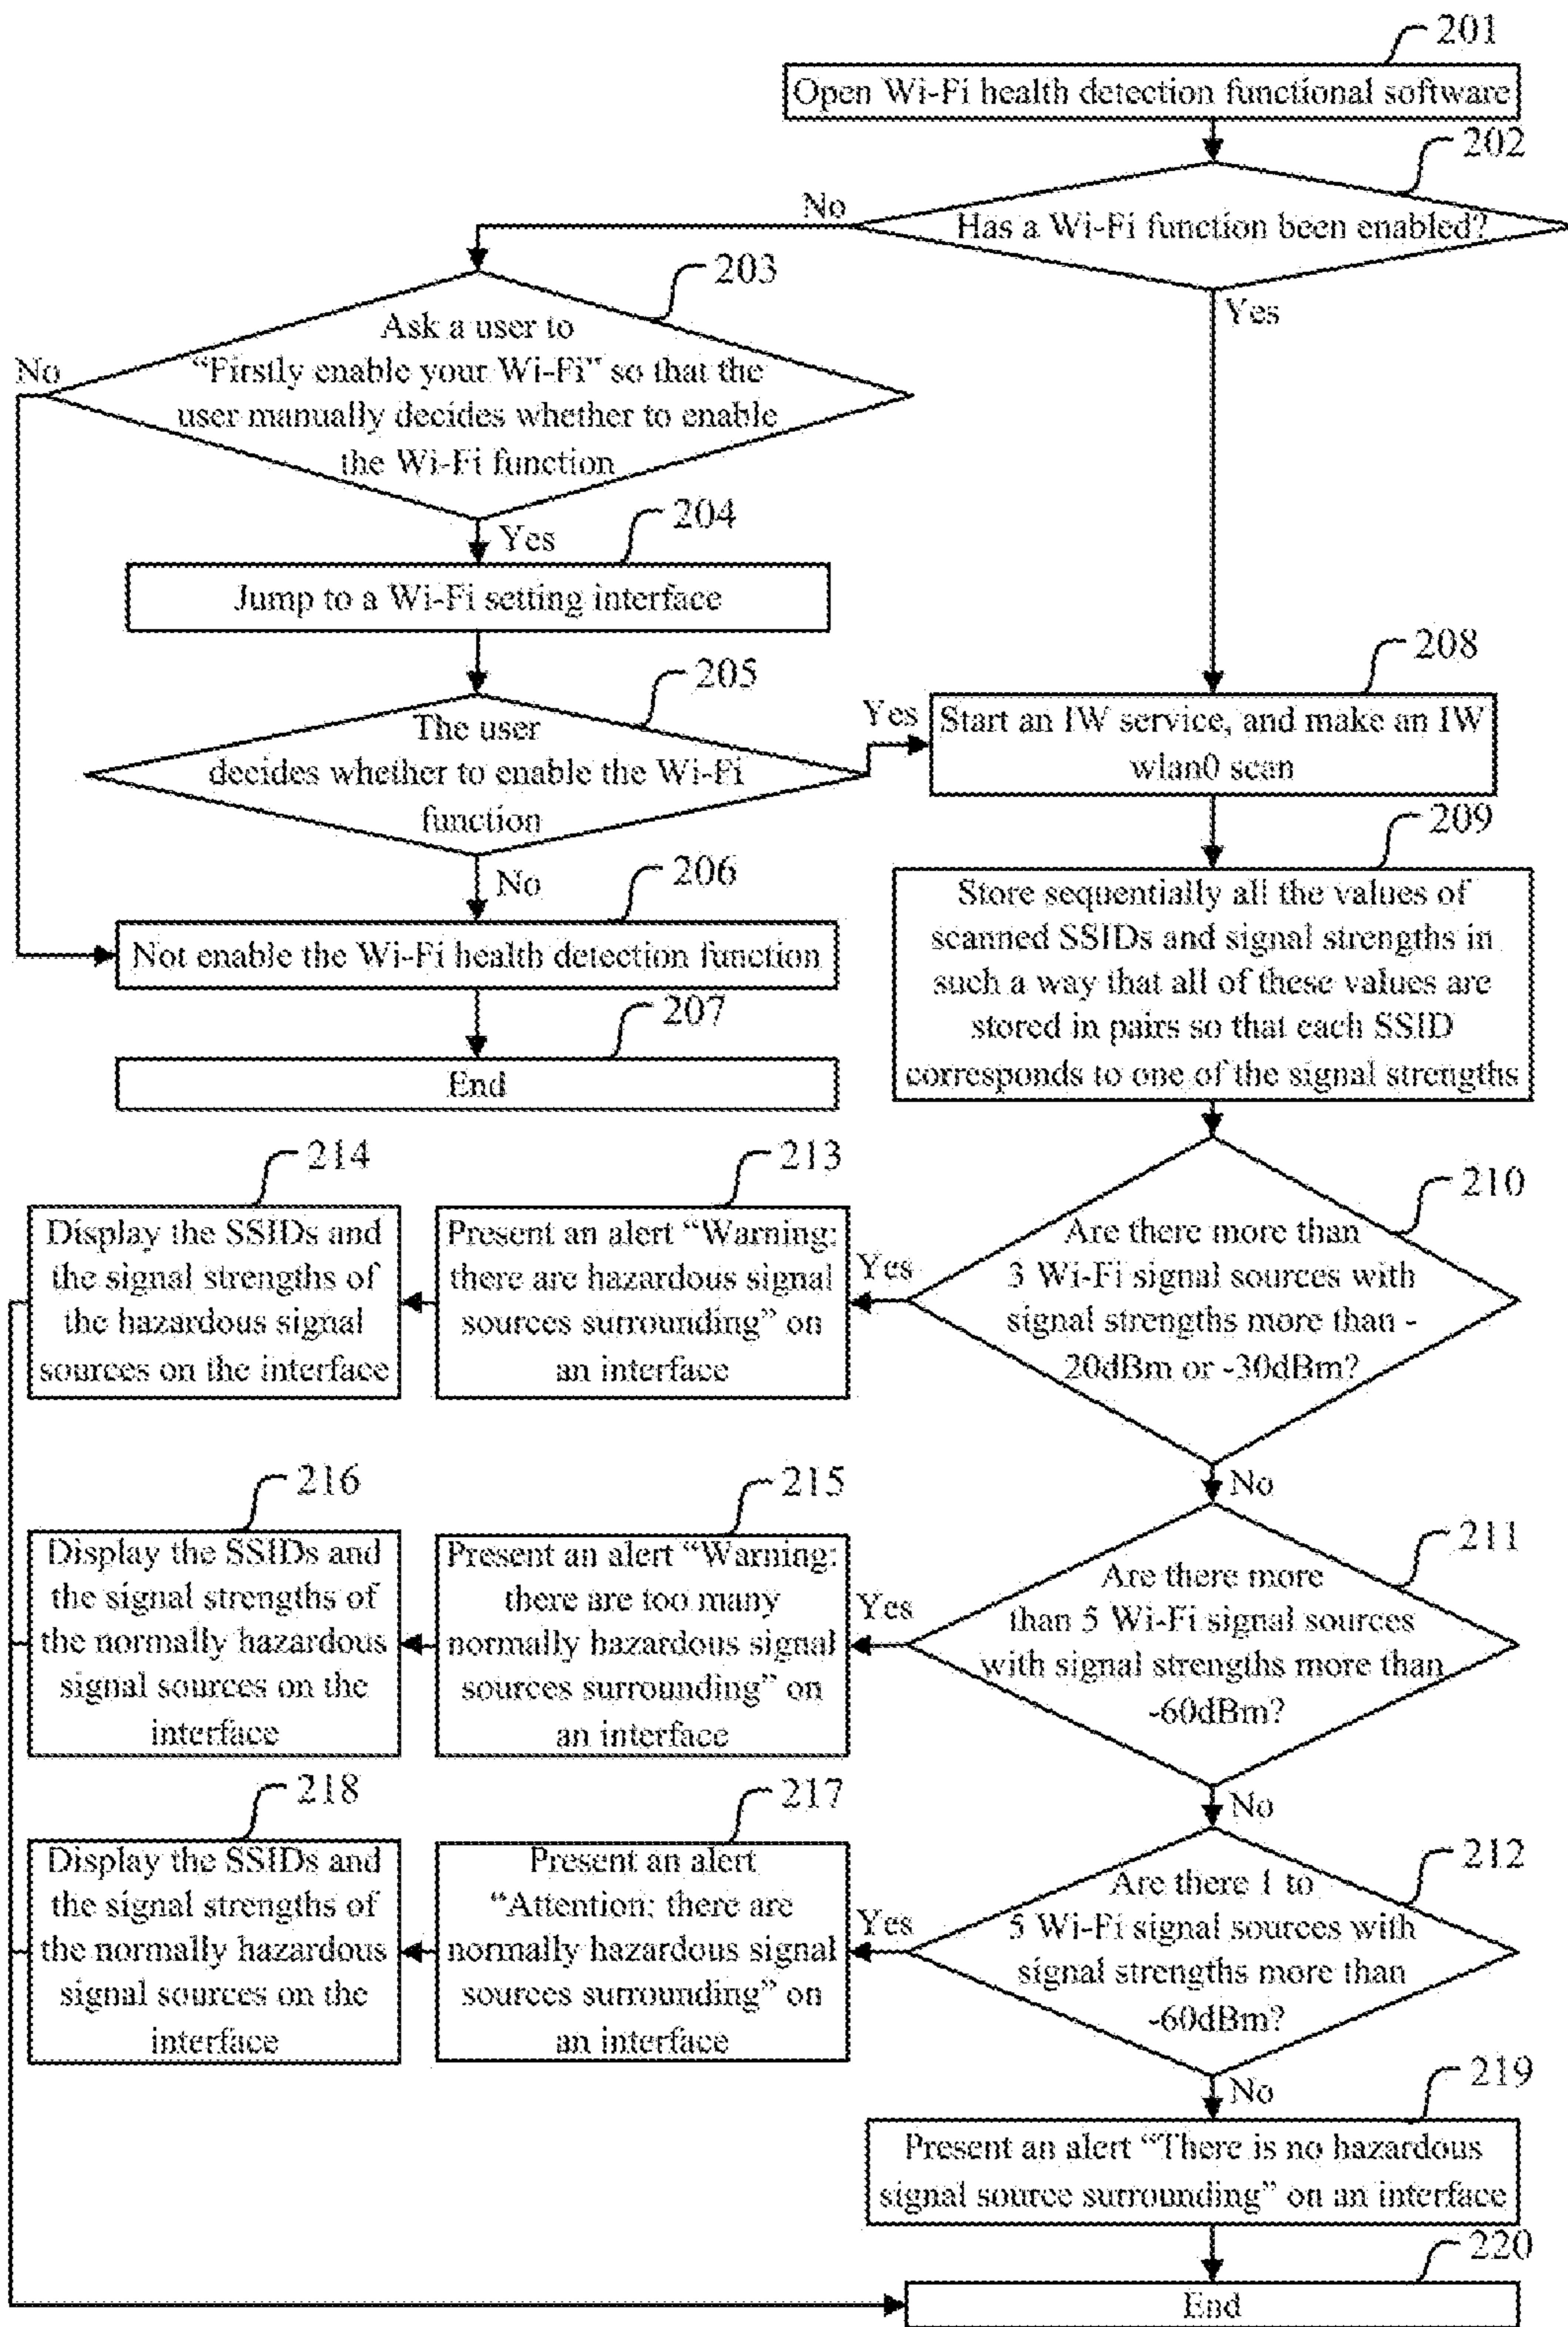 201
Open Wi-Fi health detection functional software
202
Has a Wi-Fi function been enabled?
No
Yes
203
Ask a user to
“Firstly enable your Wi-Fi” so that the
user manually decides whether to enable
the Wi-Fi function
No
Yes
204
Jump to a Wi-Fi setting interface
205
The user
decides whether to enable the Wi-Fi
function
Yes
No
206
Not enable the Wi-Fi health detection function
207
End
208
Start an IW service, and make an IW
wlan0 scan
209
Store sequentially all the values of
scanned SSIDs and signal strengths in
such a way that all of these values are
stored in pairs so that each SSID
corresponds to one of the signal strengths
210
Are there more than
3 Wi-Fi signal sources with
signal strengths more than -
20dBm or -30dBm?
Yes
No
213
Present an alert “Warning:
there are hazardous signal
sources surrounding” on
an interface
214
Display the SSIDs and
the signal strengths of
the hazardous signal
sources on the interface
211
Are there more
than 5 Wi-Fi signal sources
with signal strengths more than
-60dBm?
Yes
No
215
Present an alert “Warning:
there are too many
normally hazardous signal
sources surrounding” on
an interface
216
Display the SSIDs and
the signal strengths of
the normally hazardous
signal sources on the
interface
212
Are there 1 to
5 Wi-Fi signal sources with
signal strengths more than
-60dBm?
Yes
No
217
Present an alert
“Attention: there are
normally hazardous signal
sources surrounding” on
an interface
218
Display the SSIDs and
the signal strengths of
the normally hazardous
signal sources on the
interface
219
Present an alert “There is no hazardous
signal source surrounding” on an interface
220
End